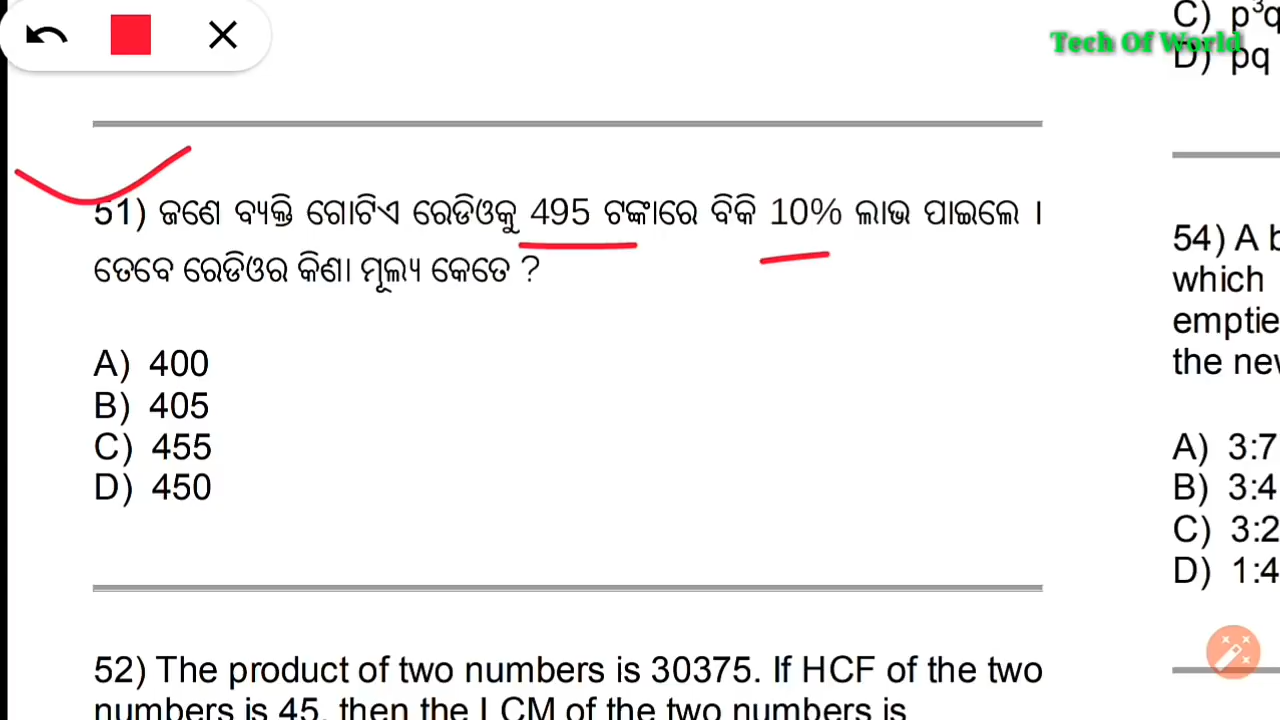 C) p³q
Tech Of World
D) pq
51) ଜଣେ ବ୍ୟକ୍ତି ଗୋଟିଏ ରେଡିଓକୁ 495 ଟଙ୍କାରେ ବିକି 10% ଲାଭ ପାଇଲେ ।
ତେବେ ରେଡିଓର କିଣା ମୂଲ୍ୟ କେତେ ?
A) 400
B) 405
C) 455
D) 450
52) The product of two numbers is 30375. If HCF of the two
numbers is 45, then the LCM of the two numbers is
54) A b
which
emptie
the nev
A) 3:7
B) 3:4
C) 3:2
D) 1:4